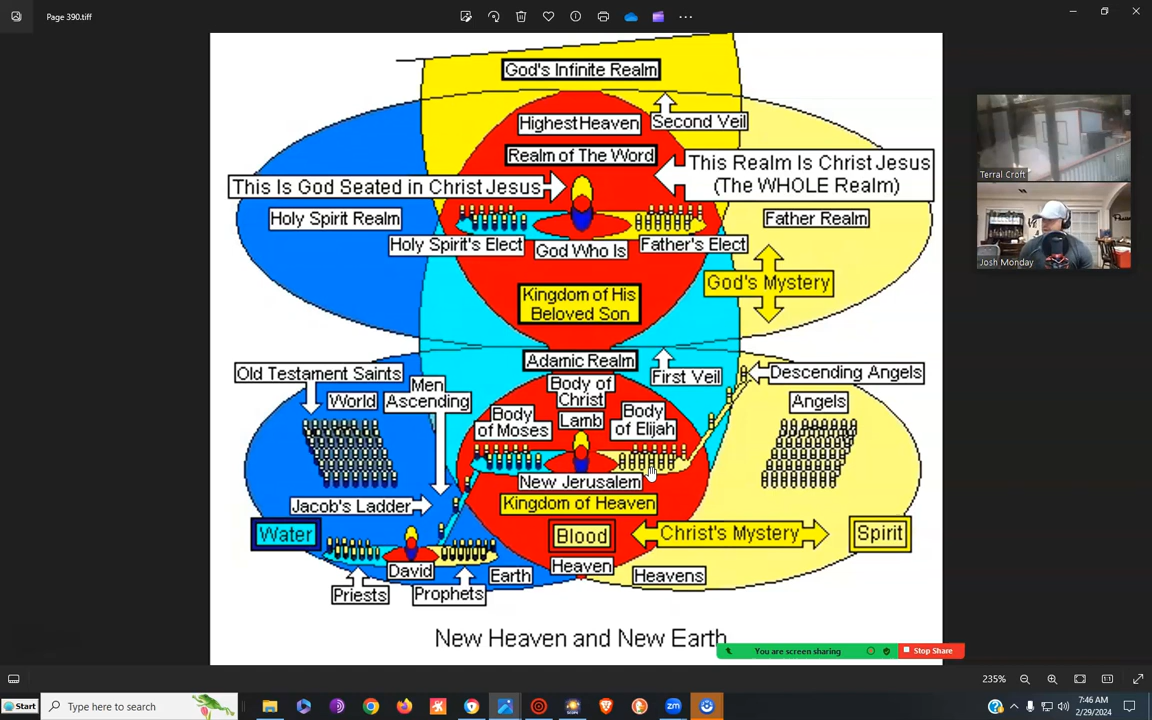 Page 390.tiff
God's Infinite Realm
Highest Heaven
Second Veil
Realm of The Word
This Realm Is Christ Jesus
(The WHOLE Realm)
This Is God Seated in Christ Jesus
Holy Spirit Realm
Father Realm
Holy Spirit's Elect
God Who Is
Father's Elect
God's Mystery
Kingdom of His
Beloved Son
Adamic Realm
Old Testament Saints
Men
Ascending
Body of
Christ
First Veil
Descending Angels
World
Angels
Body
of Moses
Lamb
Body
of Elijah
New Jerusalem
Jacob's Ladder
Kingdom of Heaven
Water
Blood
Christ's Mystery
Spirit
David
Earth
Heaven
Heavens
Priests
Prophets
New Heaven and New Earth
Terral Croft
Josh Monday
You are screen sharing
Stop Share
235%
1:1
Start
Type here to search
zm
7:46 AM
2/29/2024